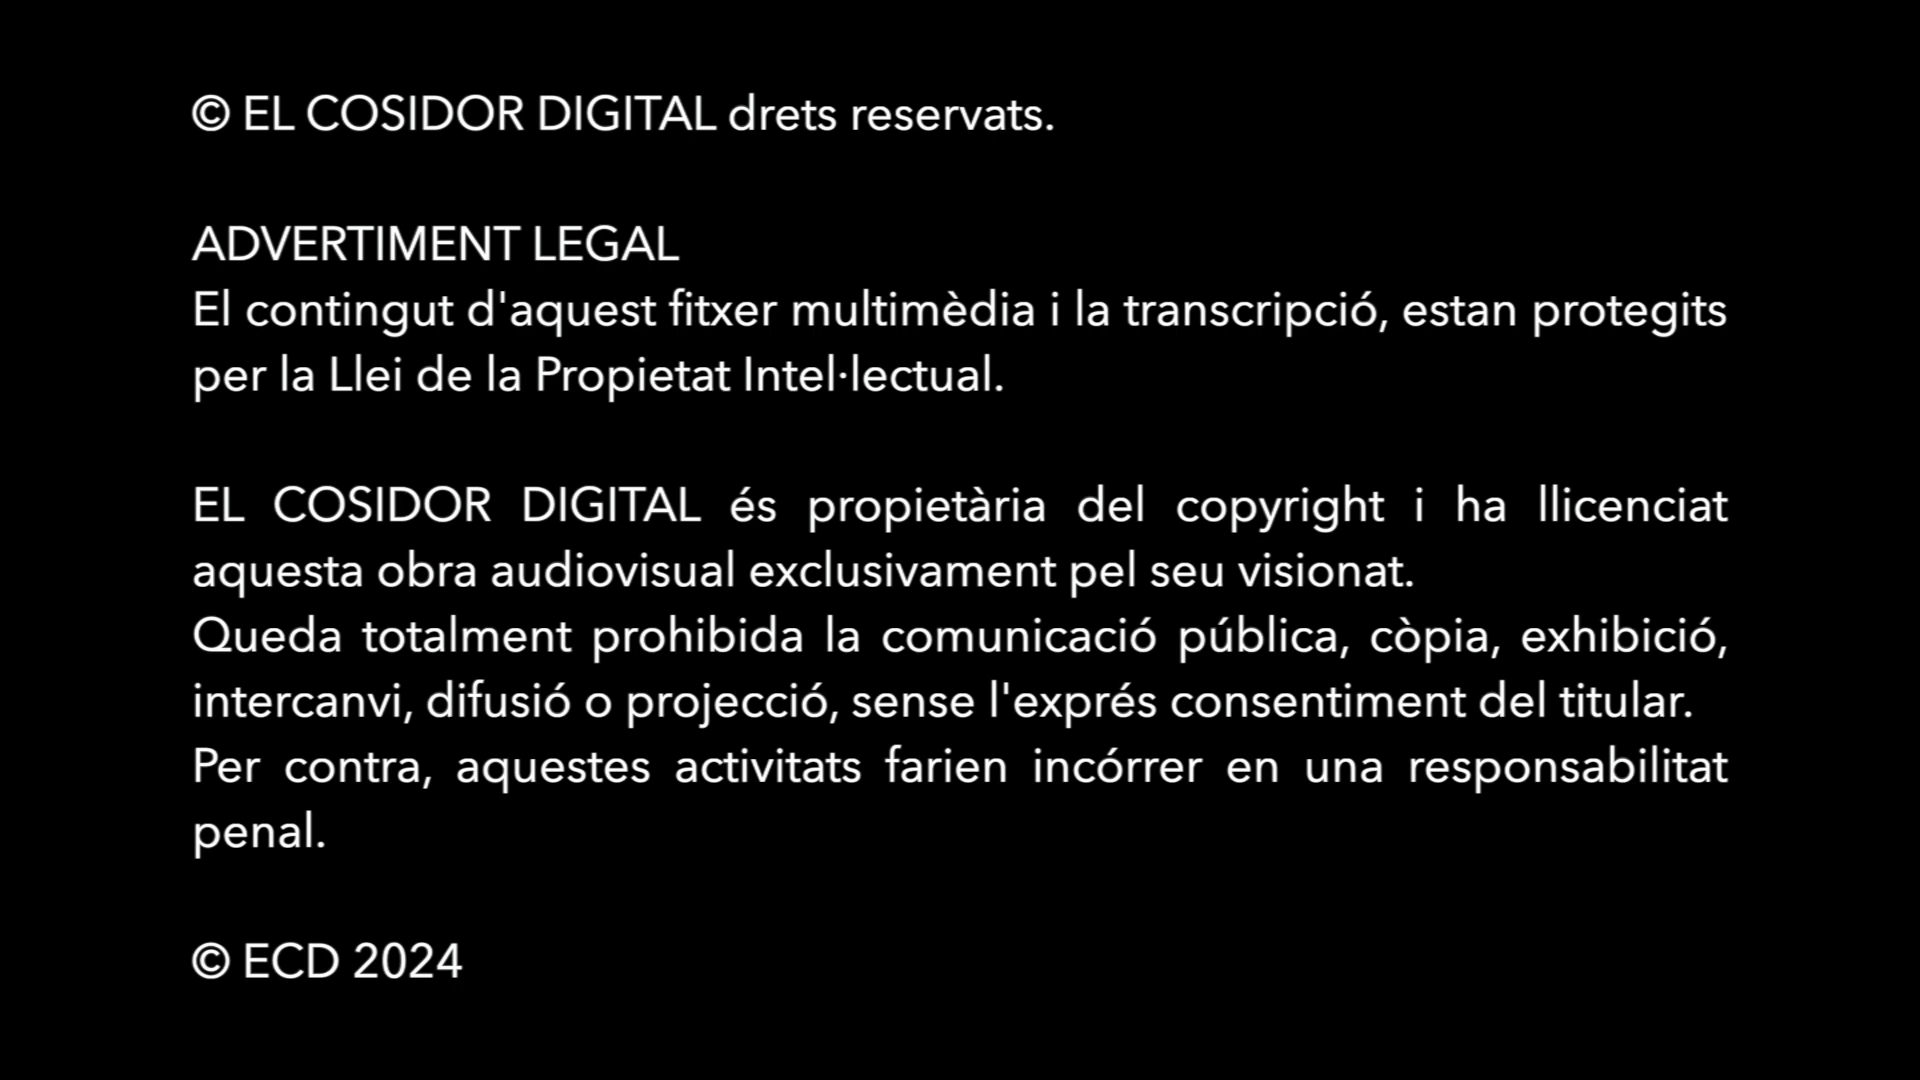 © EL COSIDOR DIGITAL drets reservats.
ADVERTIMENT LEGAL
El contingut d'aquest fitxer multimèdia i la transcripció, estan protegits
per la Llei de la Propietat Intel·lectual.
EL COSIDOR DIGITAL és propietària del copyright i ha llicenciat
aquesta obra audiovisual exclusivament pel seu visionat.
Queda totalment prohibida la comunicació pública, còpia, exhibició,
intercanvi, difusió o projecció, sense l'exprés consentiment del titular.
Per contra, aquestes activitats farien incórrer en una responsabilitat
penal.
© ECD 2024